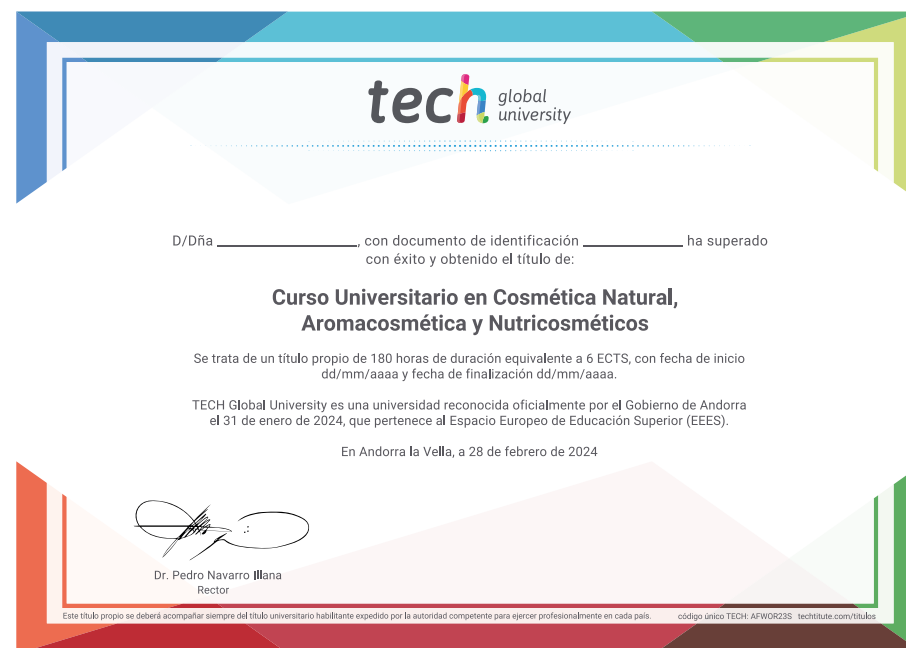 tech global university
D/Dña ____________________, con documento de identificación ______________ ha superado
con éxito y obtenido el título de:
Curso Universitario en Cosmética Natural,
Aromacosmética y Nutricosméticos
Se trata de un título propio de 180 horas de duración equivalente a 6 ECTS, con fecha de inicio
dd/mm/aaaa y fecha de finalización dd/mm/aaaa.
TECH Global University es una universidad reconocida oficialmente por el Gobierno de Andorra
el 31 de enero de 2024, que pertenece al Espacio Europeo de Educación Superior (EEES).
En Andorra la Vella, a 28 de febrero de 2024
Dr. Pedro Navarro Illana
Rector
Este título propio se deberá acompañar siempre del título universitario habilitante expedido por la autoridad competente para ejercer profesionalmente en cada país. código único TECH: AFWOR23S techtitute.com/titulos